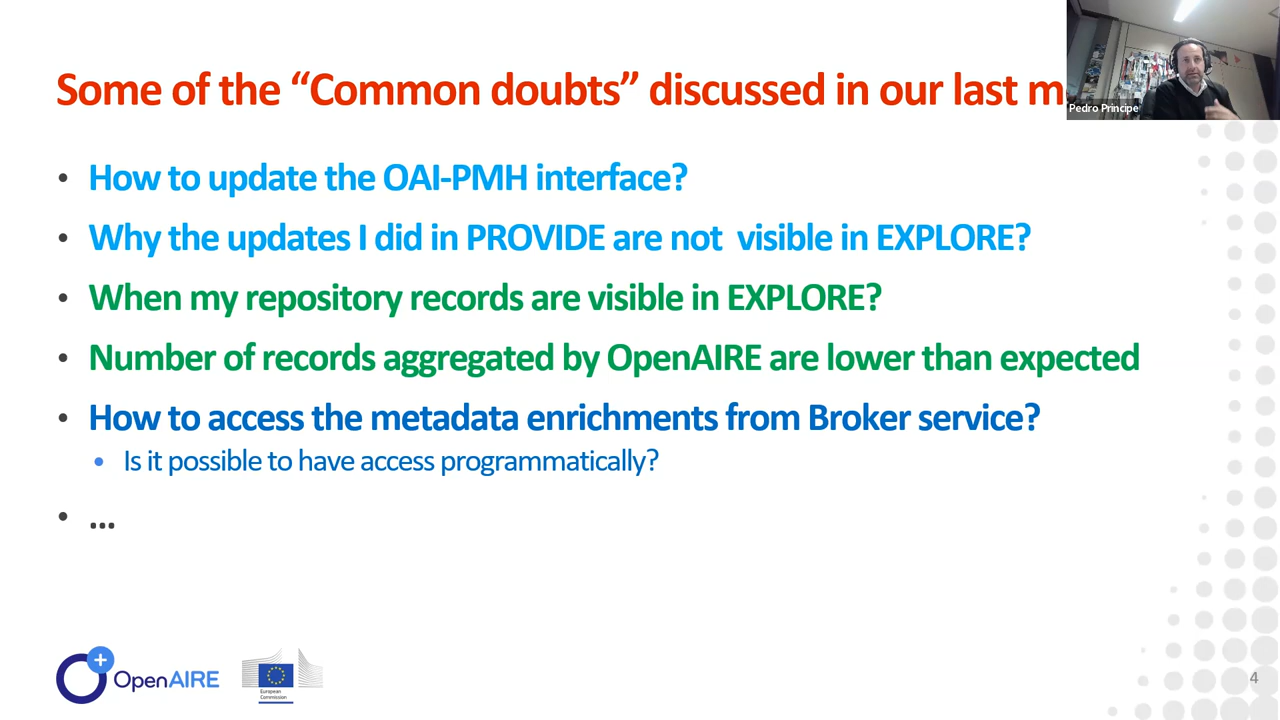 Some of the “Common doubts” discussed in our last m
Pedro Principe
• How to update the OAI-PMH interface?
• Why the updates I did in PROVIDE are not visible in EXPLORE?
• When my repository records are visible in EXPLORE?
• Number of records aggregated by OpenAIRE are lower than expected
• How to access the metadata enrichments from Broker service?
• Is it possible to have access programmatically?
• ...
OpenAIRE
European
Commission
4